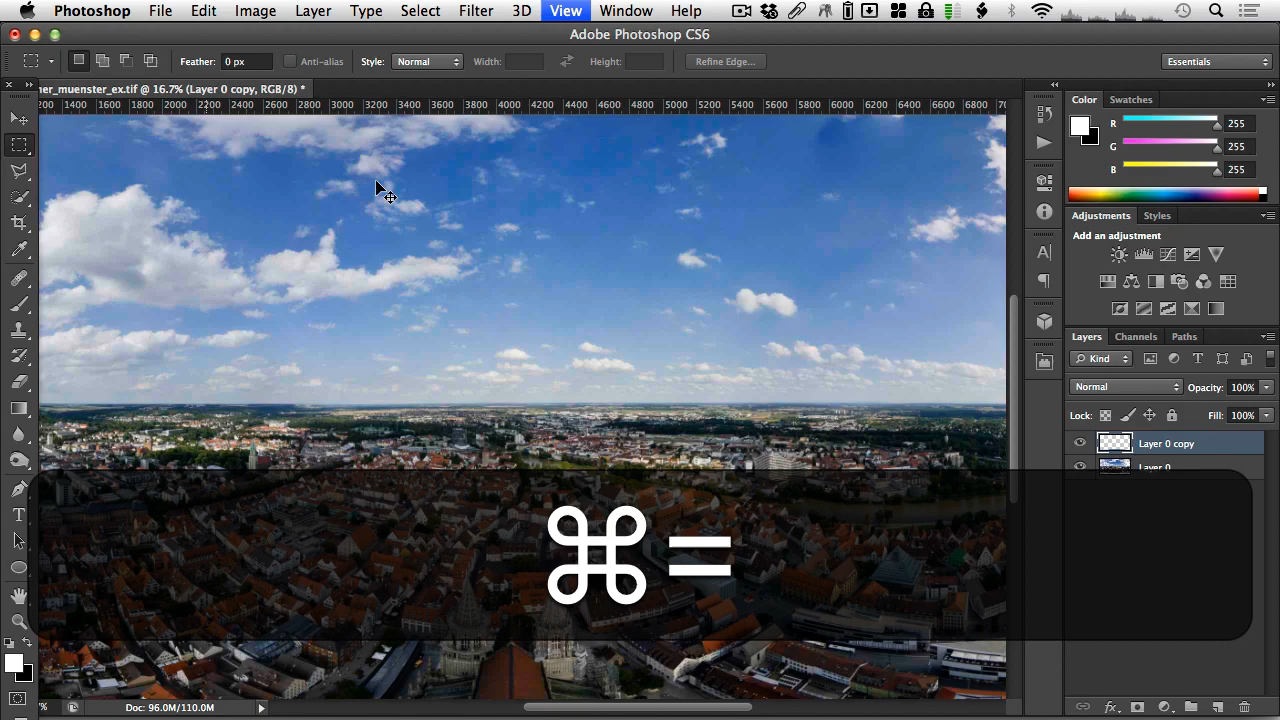 Photoshop File Edit Image Layer Type Select Filter 3D View Window Help
Adobe Photoshop CS6
Feather: 0 px Anti-alias Style: Normal Width: Height: Refine Edge... Essentials
ner_muenster_ex.tif @ 16.7% (Layer 0 copy, RGB/8) *
200 1400 1600 1800 2000 2200 2400 2600 2800 3000 3200 3400 3600 3800 4000 4200 4400 4600 4800 5000 5200 5400 5600 5800 6000 6200 6400 6600 6800 70
Color Swatches
R 255
G 255
B 255
Adjustments Styles
Add an adjustment
Layers Channels Paths
Kind
Normal Opacity: 100%
Lock: Fill: 100%
Layer 0 copy
Layer 0
⌘=
% Doc: 96.0M/110.0M